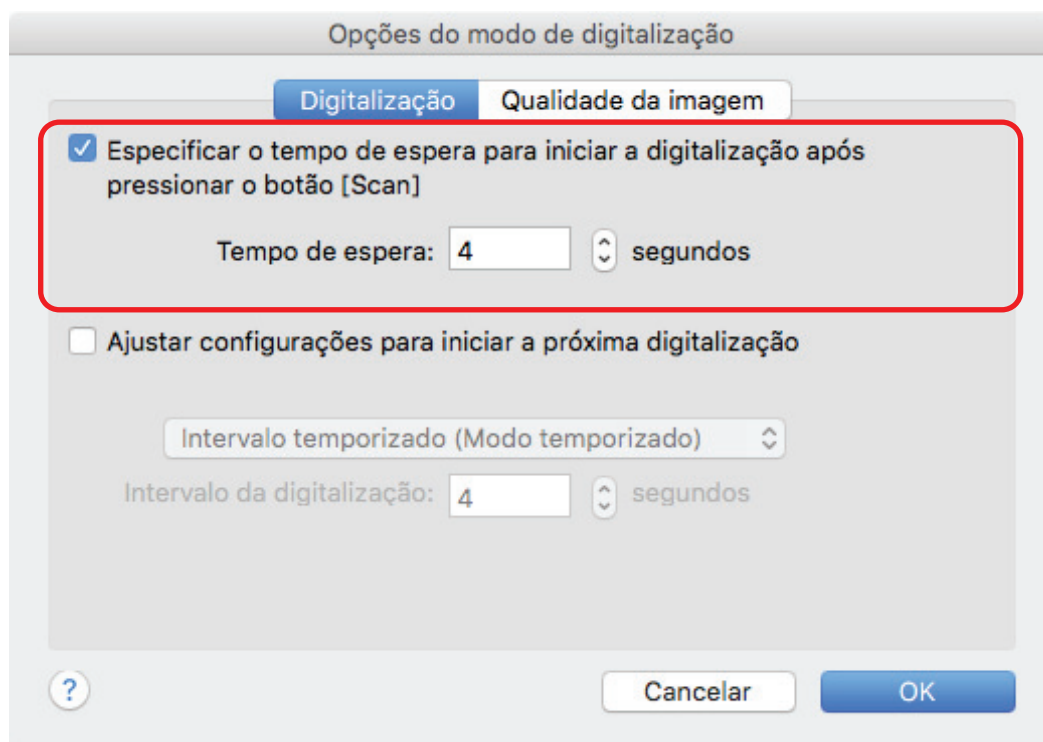 Opções do modo de digitalização
Digitalização Qualidade da imagem
Especificar o tempo de espera para iniciar a digitalização após
pressionar o botão [Scan]
Tempo de espera: 4 segundos
Ajustar configurações para iniciar a próxima digitalização
Intervalo temporizado (Modo temporizado)
Intervalo da digitalização: 4 segundos
? Cancelar OK